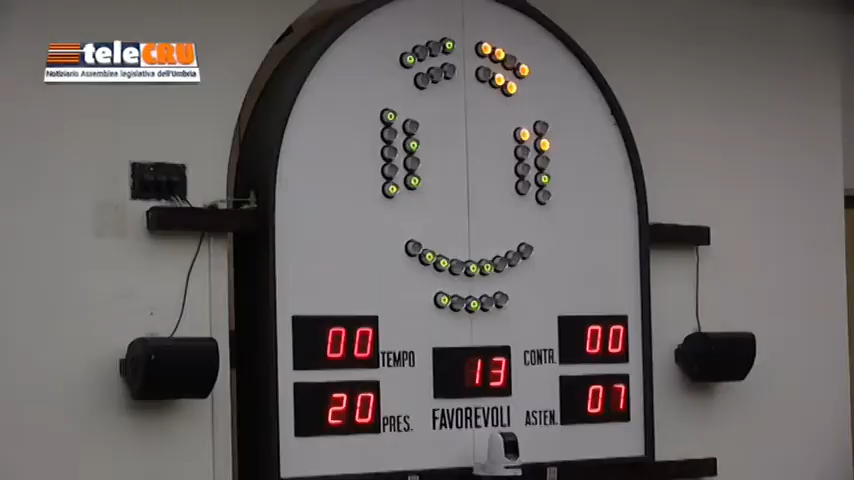 teleCRU
Notiziario Assemblea legislativa dell'Umbria
00 TEMPO
20 PRES.
13
FAVOREVOLI
CONTR. 00
ASTEN. 07